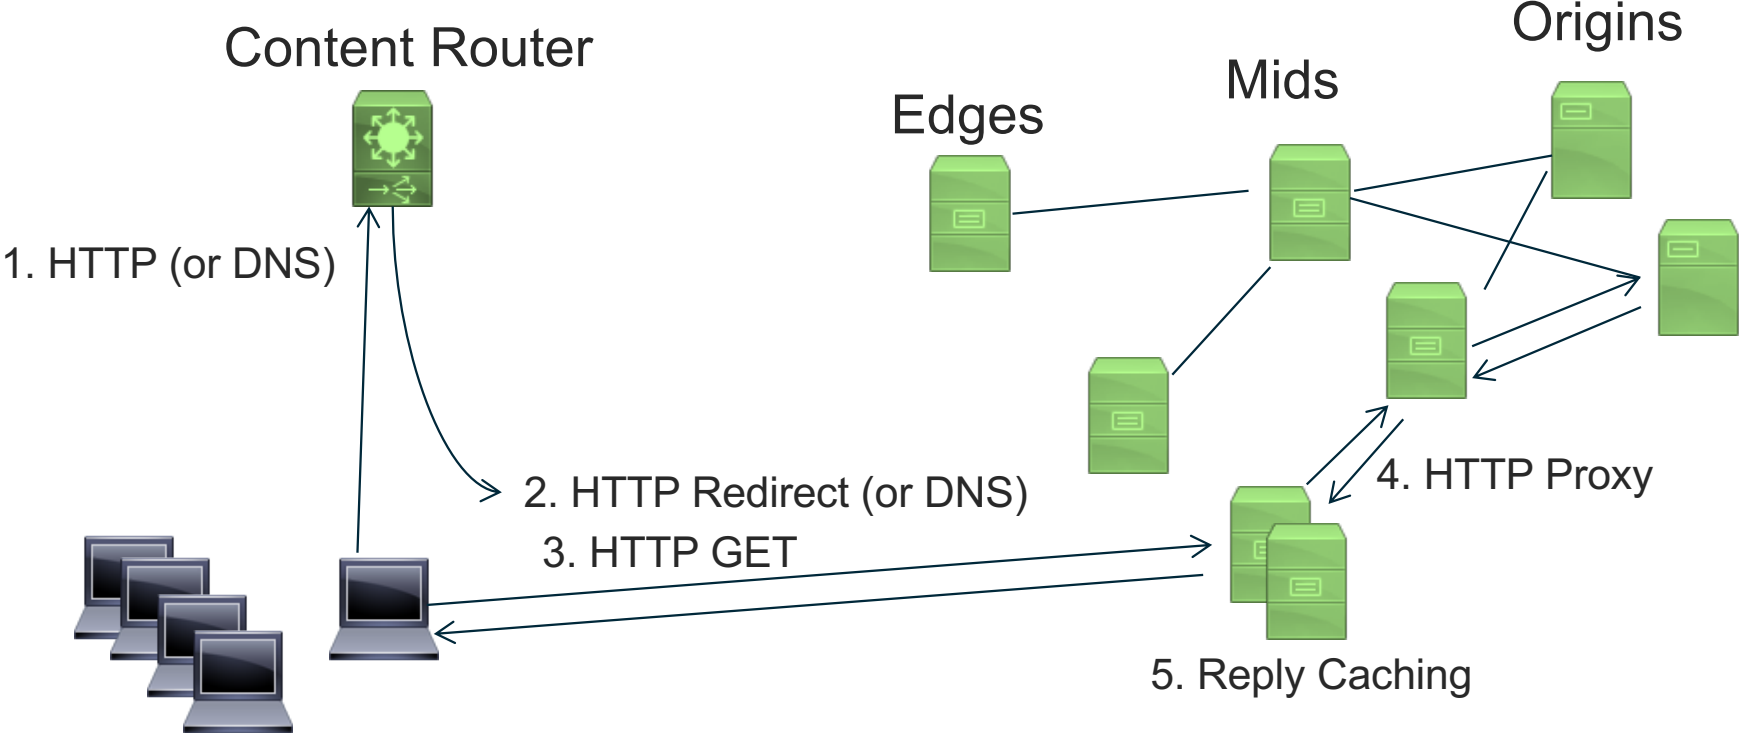 Content Router
Edges
Mids
Origins
1. HTTP (or DNS)
2. HTTP Redirect (or DNS)
3. HTTP GET
4. HTTP Proxy
5. Reply Caching